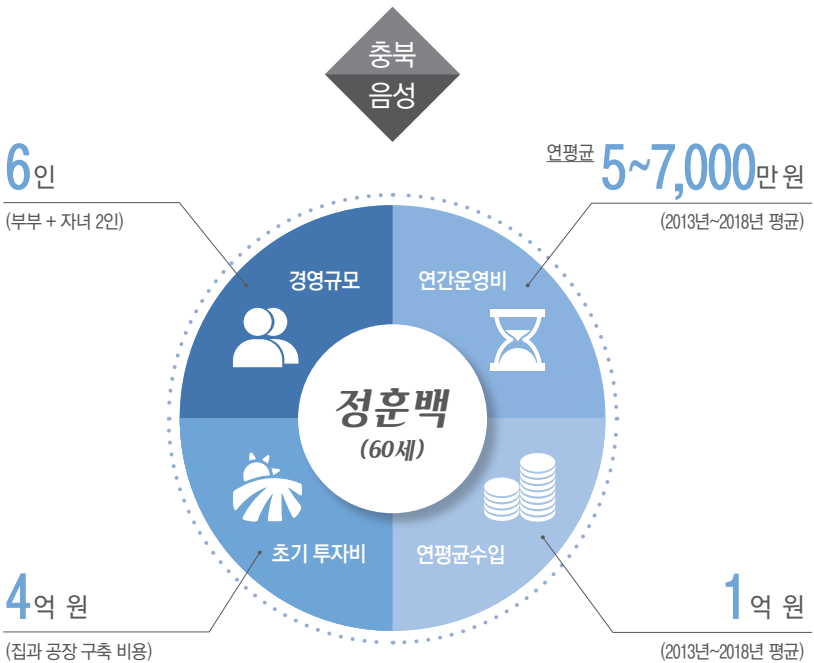 충북
음성
6인
(부부 + 자녀 2인)
연평균 5~7,000만 원
(2013년~2018년 평균)
경영규모
연간운영비
정훈백
(60세)
초기 투자비
연평균수입
4억 원
(집과 공장 구축 비용)
1억 원
(2013년~2018년 평균)